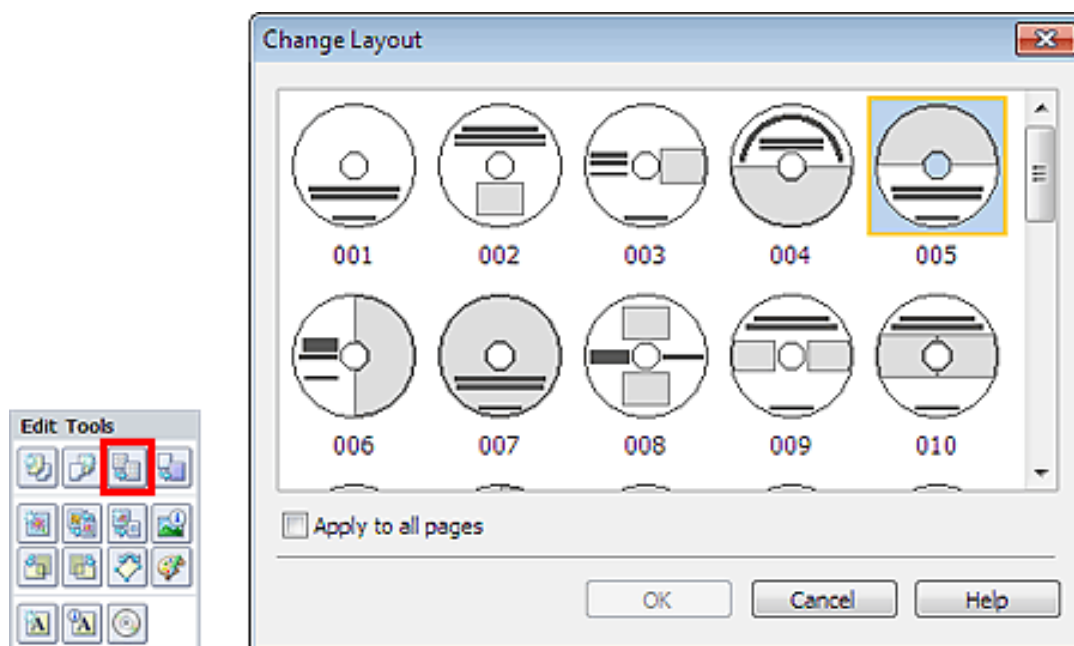 Change Layout
001 002 003 004 005
006 007 008 009 010
Apply to all pages
OK Cancel Help
Edit Tools
A A